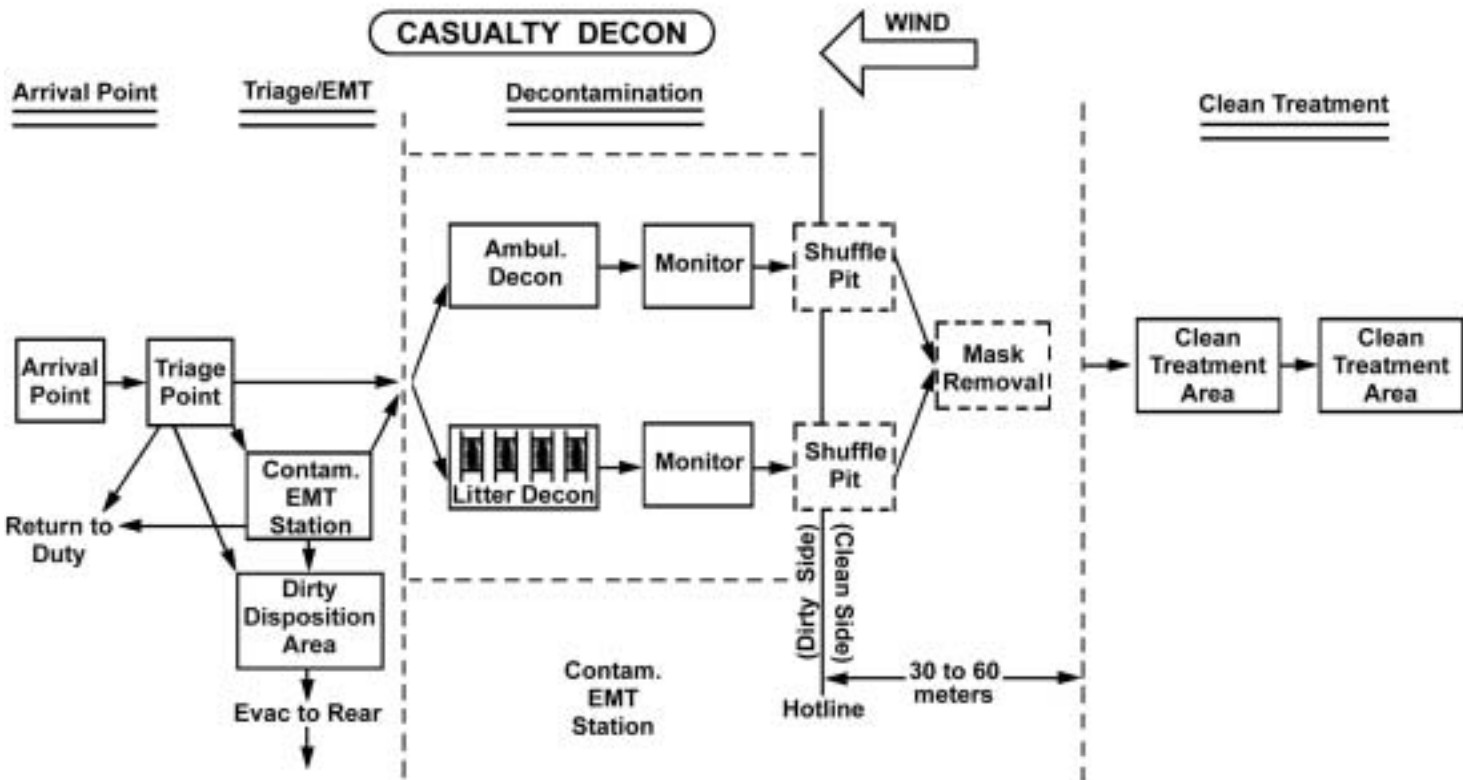 CASUALTY DECON
WIND
Arrival Point
Triage/EMT
Decontamination
Clean Treatment
Arrival
Point
Triage
Point
Contam.
EMT
Station
Return to
Duty
Dirty
Disposition
Area
Evac to Rear
Ambul.
Decon
Monitor
Shuffle
Pit
Litter Decon
Monitor
Shuffle
Pit
Mask
Removal
Clean
Treatment
Area
Clean
Treatment
Area
(Dirty Side)
(Clean Side)
Hotline
30 to 60
meters
Contam.
EMT
Station